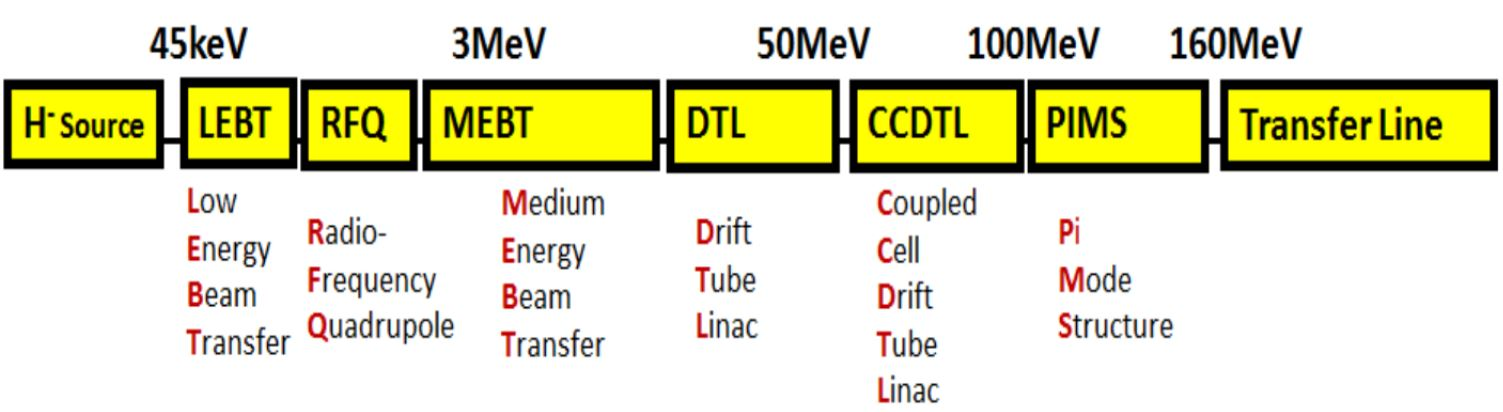 45keV 3MeV 50MeV 100MeV 160MeV
H⁻ Source LEBT RFQ MEBT DTL CCDTL PIMS Transfer Line
Low
Energy
Beam
Transfer
Radio-
Frequency
Quadrupole
Medium
Energy
Beam
Transfer
Drift
Tube
Linac
Coupled
Cell
Drift
Tube
Linac
Pi
Mode
Structure